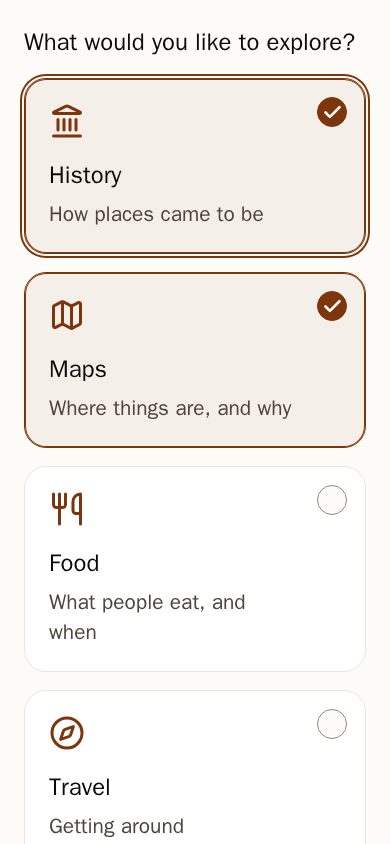 What would you like to explore?
History
How places came to be
Maps
Where things are, and why
Food
What people eat, and
when
Travel
Getting around